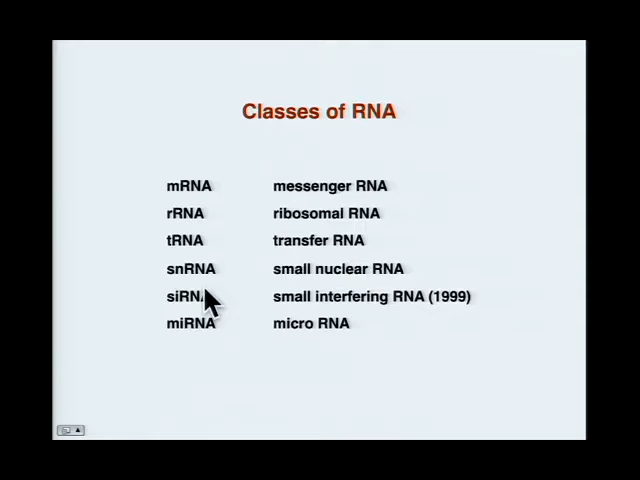 Classes of RNA
mRNA messenger RNA
rRNA ribosomal RNA
tRNA transfer RNA
snRNA small nuclear RNA
siRNA small interfering RNA (1999)
miRNA micro RNA